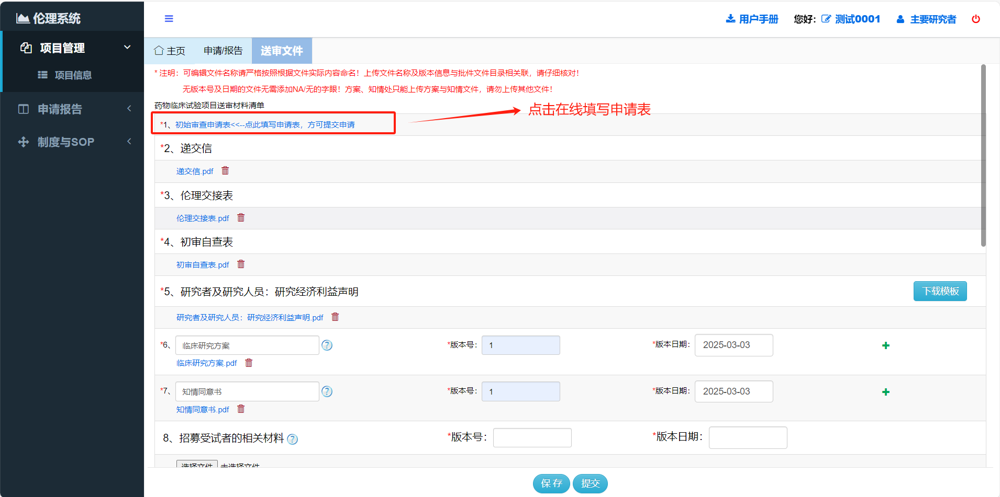 伦理系统
用户手册 您好: 测试0001 主要研究者
项目管理
项目信息
申请报告
制度与SOP
主页 申请/报告 送审文件
* 注明：可编辑文件名称请严格按照根据文件实际内容命名！上传文件名称及版本信息与批件文件目录相关联，请仔细核对！
无版本号及日期的文件无需添加NA/无的字眼！方案、知情处只能上传方案与知情文件，请勿上传其他文件！
药物临床试验项目送审材料清单
点击在线填写申请表
*1、初始审查申请表<<--点此填写申请表，方可提交申请
*2、递交信
递交信.pdf
*3、伦理交接表
伦理交接表.pdf
*4、初审自查表
初审自查表.pdf
*5、研究者及研究人员：研究经济利益声明 下载模板
研究者及研究人员：研究经济利益声明.pdf
*6、 临床研究方案 ? *版本号： 1 *版本日期： 2025-03-03 +
临床研究方案.pdf
*7、 知情同意书 ? *版本号： 1 *版本日期： 2025-03-03 +
知情同意书.pdf
8、招募受试者的相关材料 ? *版本号： *版本日期：
选择文件 未选择文件
保存 提交